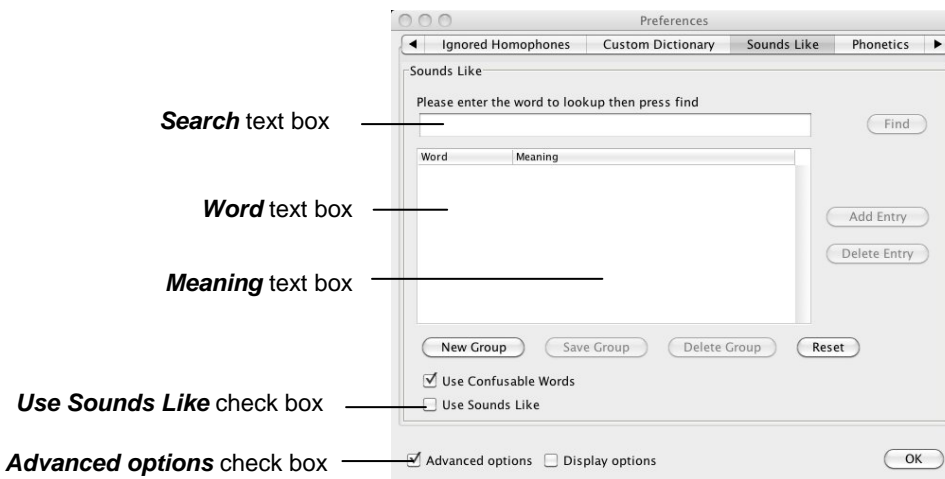 Preferences
◀ Ignored Homophones Custom Dictionary Sounds Like Phonetics ▶
Sounds Like
Please enter the word to lookup then press find
Search text box
Find
Word Meaning
Word text box
Add Entry
Delete Entry
Meaning text box
New Group Save Group Delete Group Reset
Use Confusable Words
Use Sounds Like check box
Use Sounds Like
Advanced options check box
Advanced options Display options OK